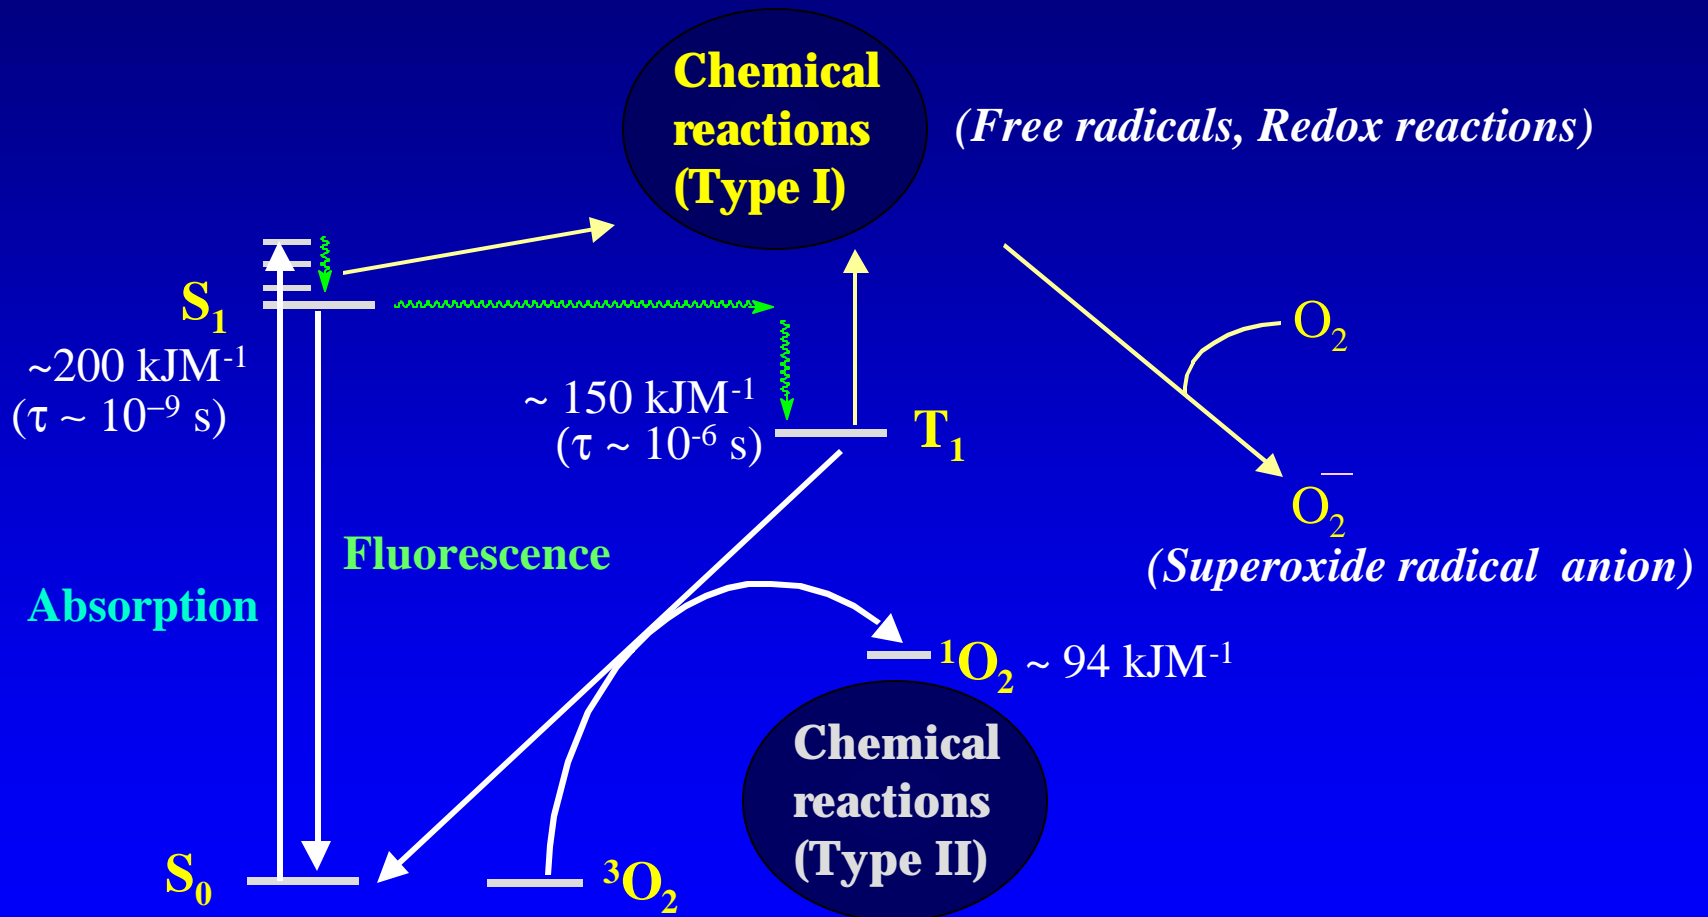 Chemical
reactions
(Type I)
(Free radicals, Redox reactions)
S₁
~200 kJM⁻¹
(τ ~ 10⁻⁹ s)
~ 150 kJM⁻¹
(τ ~ 10⁻⁶ s)
T₁
O₂
O₂⁻
(Superoxide radical anion)
Fluorescence
Absorption
¹O₂ ~ 94 kJM⁻¹
Chemical
reactions
(Type II)
S₀
³O₂